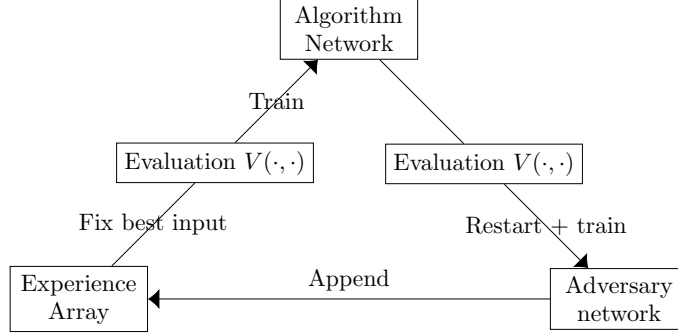 Algorithm
Network
Train
Evaluation V(·, ·)
Evaluation V(·, ·)
Fix best input
Restart + train
Experience
Array
Append
Adversary
network